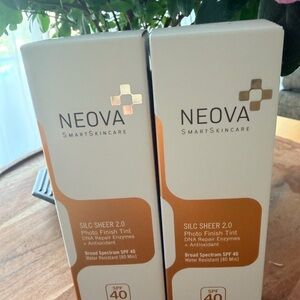 NEOVA
SMARTSKINCARE
SILC SHEER 2.0
Photo Finish Tint
DNA Repair Enzymes
+ Antioxidant
Broad Spectrum SPF 40
Water Resistant (80 Min)
SPF
40
NEOVA
SMARTSKINCARE
SILC SHEER 2.0
Photo Finish Tint
DNA Repair Enzymes
+ Antioxidant
Broad Spectrum SPF 40
Water Resistant (80 Min)
SPF
40